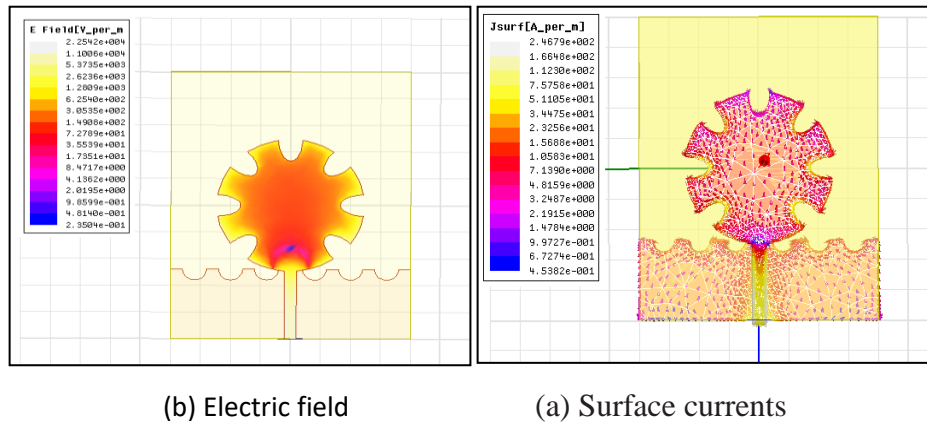 E Field[V_per_m
2.2542e+004
1.1006e+004
5.3735e+003
2.6236e+003
1.2809e+003
6.2540e+002
3.0535e+002
1.4908e+002
7.2789e+001
3.5539e+001
1.7351e+001
8.4717e+000
4.1362e+000
2.0195e+000
9.8599e-001
4.8140e-001
2.3504e-001
Jsurf[A_per_m]
2.4679e+002
1.6648e+002
1.1230e+002
7.5758e+001
5.1105e+001
3.4475e+001
2.3256e+001
1.5688e+001
1.0583e+001
7.1390e+000
4.8159e+000
3.2487e+000
2.1915e+000
1.4784e+000
9.9727e-001
6.7274e-001
4.5382e-001
(b) Electric field
(a) Surface currents